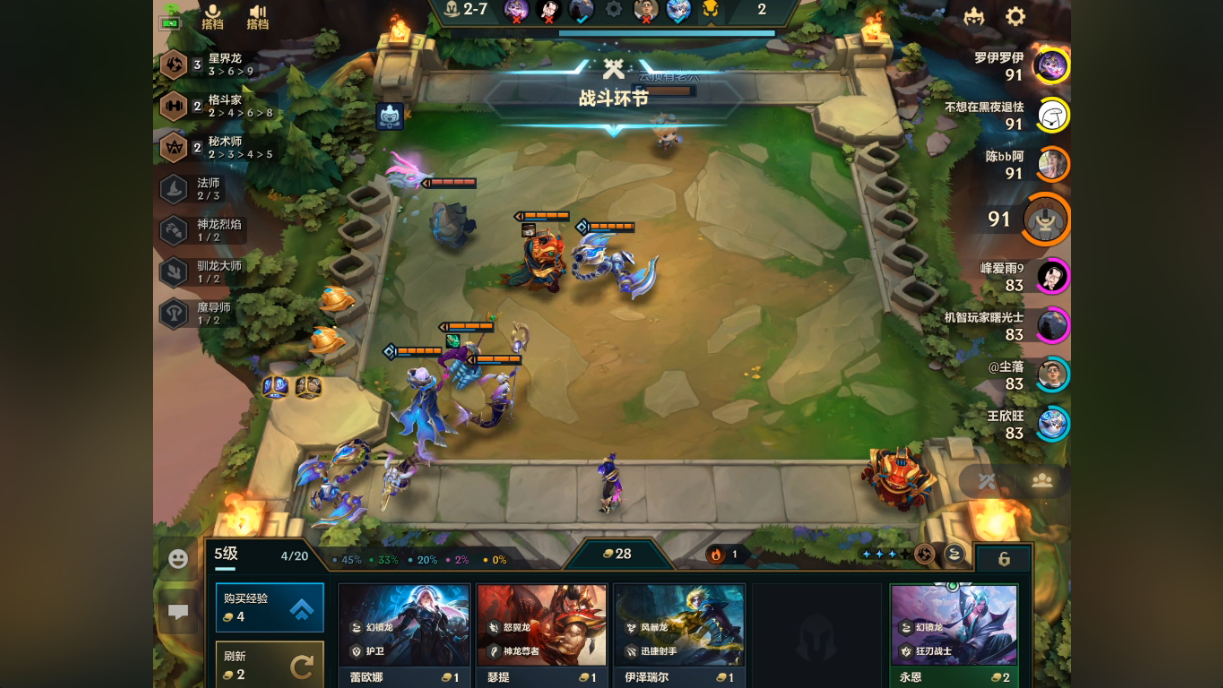 搭档
搭档
2-7
2
战斗环节
3
星界龙
3 > 6 > 9
2
格斗家
2 > 4 > 6 > 8
2
秘术师
2 > 3 > 4 > 5
法师
2 / 3
神龙烈焰
1 / 2
驯龙大师
1 / 2
魔导师
1 / 2
罗伊罗伊
91
不想在黑夜退怯
91
陈bb阿
91
91
峰爱雨9
83
机智玩家曙光士
83
@尘落
83
王欣旺
83
5级
4/20
45%
33%
20%
2%
0%
28
1
6
购买经验
4
刷新
2
幻镜龙
护卫
蕾欧娜
1
怒翼龙
神龙尊者
瑟提
1
风暴龙
迅捷射手
伊泽瑞尔
1
幻镜龙
狂刃战士
永恩
2